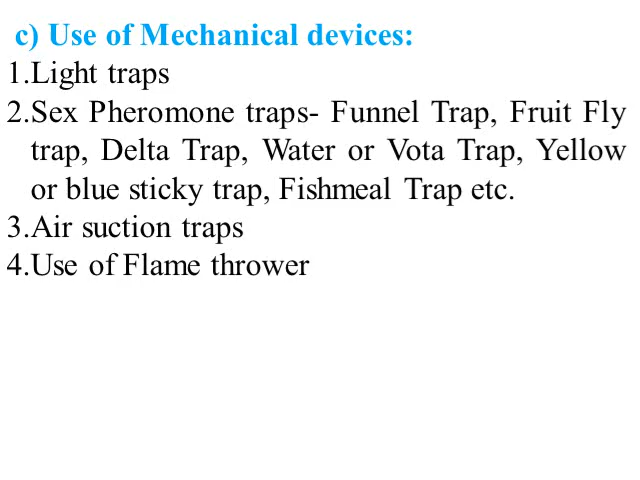 c) Use of Mechanical devices:
1.Light traps
2.Sex Pheromone traps- Funnel Trap, Fruit Fly
trap, Delta Trap, Water or Vota Trap, Yellow
or blue sticky trap, Fishmeal Trap etc.
3.Air suction traps
4.Use of Flame thrower